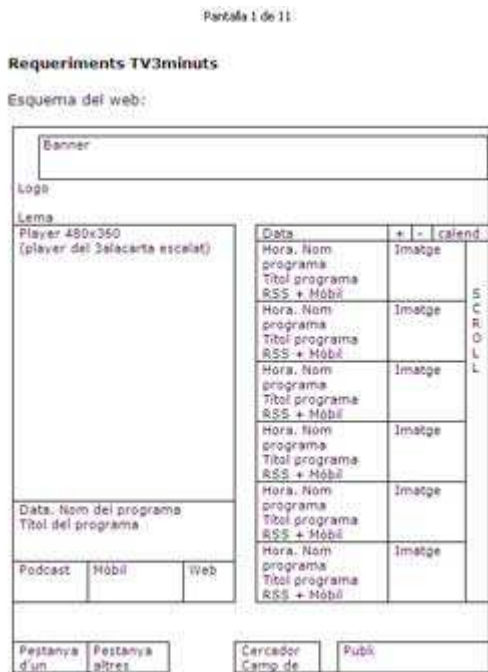 Pantalla 1 de 11
Requeriments TV3minuts
Esquema del web:
Banner
Logo
Lema
Player 480x360
(player del 3alacarta escalat)
Data. Nom del programa
Títol del programa
Podcast
Mòbil
Web
Data
+
-
calend
Hora. Nom
programa
Títol programa
RSS + Mòbil
Imatge
Hora. Nom
programa
Títol programa
RSS + Mòbil
Imatge
Hora. Nom
programa
Títol programa
RSS + Mòbil
Imatge
Hora. Nom
programa
Títol programa
RSS + Mòbil
Imatge
Hora. Nom
programa
Títol programa
RSS + Mòbil
Imatge
Hora. Nom
programa
Títol programa
RSS + Mòbil
Imatge
SCROLL
Pestanya
d'un
Pestanya
altres
Cercador
Camp de
Publi